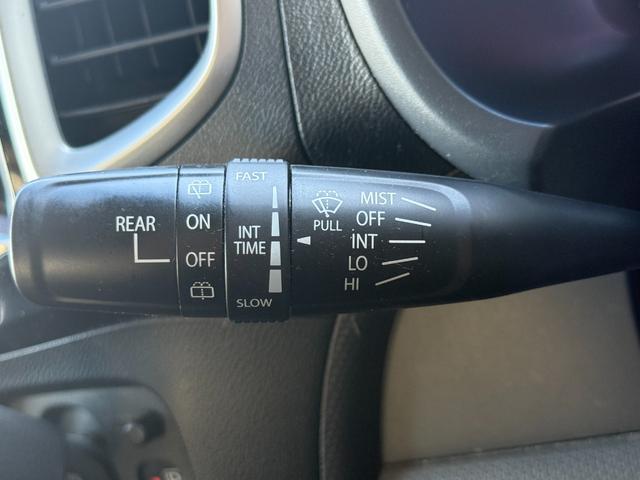 REAR
ON
OFF
FAST
INT
TIME
SLOW
PULL
MIST
OFF
INT
LO
HI